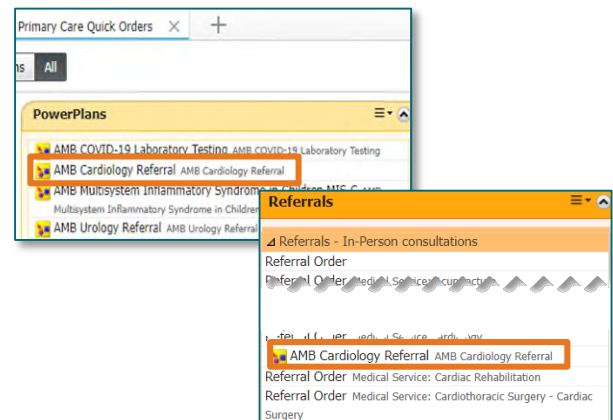 Primary Care Quick Orders
All
PowerPlans
AMB COVID-19 Laboratory Testing AMB COVID-19 Laboratory Testing
AMB Cardiology Referral AMB Cardiology Referral
AMB Multisystem Inflammatory Syndrome in Children MIS-C AMB
Multisystem Inflammatory Syndrome in Children
AMB Urology Referral AMB Urology Referral
Referrals
Referrals - In-Person consultations
Referral Order
Referral Order Medical Service: Acupuncture
AMB Cardiology Referral AMB Cardiology Referral
Referral Order Medical Service: Cardiac Rehabilitation
Referral Order Medical Service: Cardiothoracic Surgery - Cardiac
Surgery